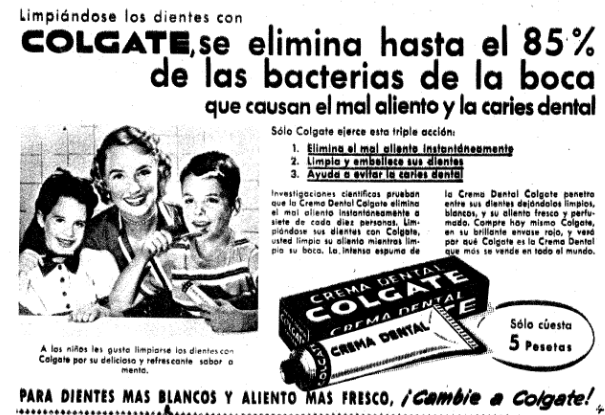 Limpiándose los dientes con
COLGATE, se elimina hasta el 85%
de las bacterias de la boca
que causan el mal aliento y la caries dental
Sólo Colgate ejerce esta triple acción:
1. Elimina el mal aliento instantáneamente
2. Limpia y embellece sus dientes
3. Ayuda a evitar la caries dental
Investigaciones científicas prueban
que la Crema Dental Colgate elimina
el mal aliento instantáneamente a
siete de cada diez personas. Lim-
piándose sus dientes con Colgate,
usted limpia su aliento mientras lim-
pia su boca. La intensa espuma de
la Crema Dental Colgate penetra
entre sus dientes dejándolos limpios,
blancos, y su aliento fresco y perfu-
mado. Compre hoy mismo Colgate,
en su brillante envase rojo, y verá
por qué Colgate es la Crema Dental
que más se vende en todo el mundo.
A los niños les gusta limpiarse los dientes con
Colgate por su delicioso y refrescante sabor a
menta.
CREMA DENTAL
COLGATE
CREMA DENTAL
COLGATE
CREMA DENTAL
COLGATE
Sólo cuesta
5 Pesetas
PARA DIENTES MAS BLANCOS Y ALIENTO MAS FRESCO, ¡Cambie a Colgate!